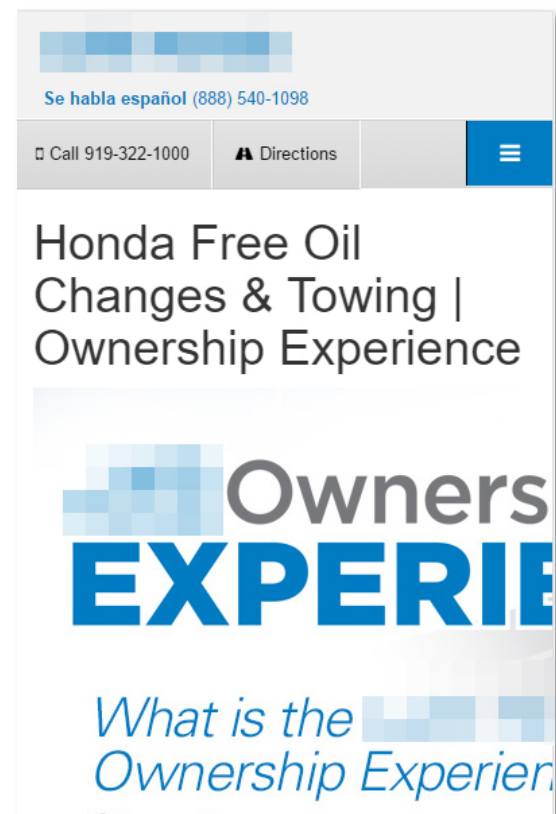 Se habla español (888) 540-1098
Call 919-322-1000 Directions
Honda Free Oil
Changes & Towing |
Ownership Experience
Owners
EXPERIE
What is the
Ownership Experien